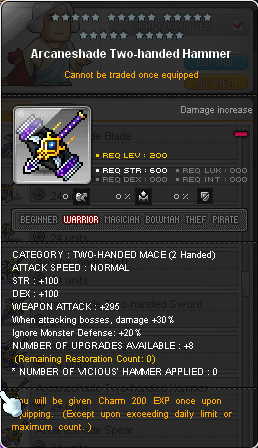 Arcaneshade Two-handed Hammer
Cannot be traded once equipped
Damage increase
Blade
REQ LEV : 200
REQ STR : 600
REQ LUK : 000
REQ DEX : 000
REQ INT : 000
0 %
0 %
BEGINNER WARRIOR MAGICIAN BOWMAN THIEF PIRATE
CATEGORY : TWO-HANDED MACE (2 Handed)
ATTACK SPEED : NORMAL
STR : +100
DEX : +100
WEAPON ATTACK : +295
When attacking bosses, damage +30%
Ignore Monster Defense: +20%
NUMBER OF UPGRADES AVAILABLE : +8
(Remaining Restoration Count: 0)
* NUMBER OF VICIOUS' HAMMER APPLIED : 0
You will be given Charm 200 EXP once upon
equipping. (Except upon exceeding daily limit or
maximum count. )